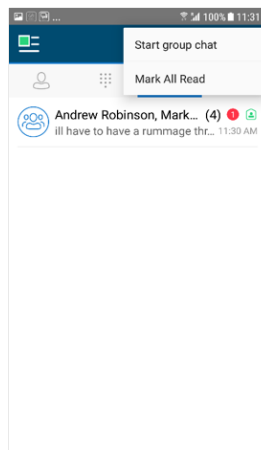 ... 100% 11:31
Start group chat
Mark All Read
Andrew Robinson, Mark... (4) 1
ill have to have a rummage thr... 11:30 AM